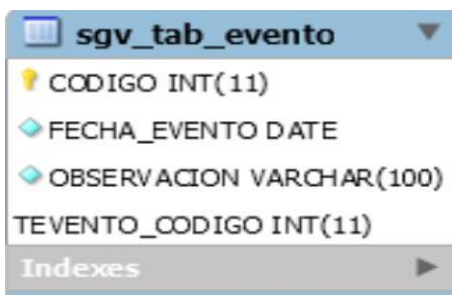 sgv_tab_evento
CODIGO INT(11)
FECHA_EVENTO DATE
OBSERVACION VARCHAR(100)
TEVENTO_CODIGO INT(11)
Indexes